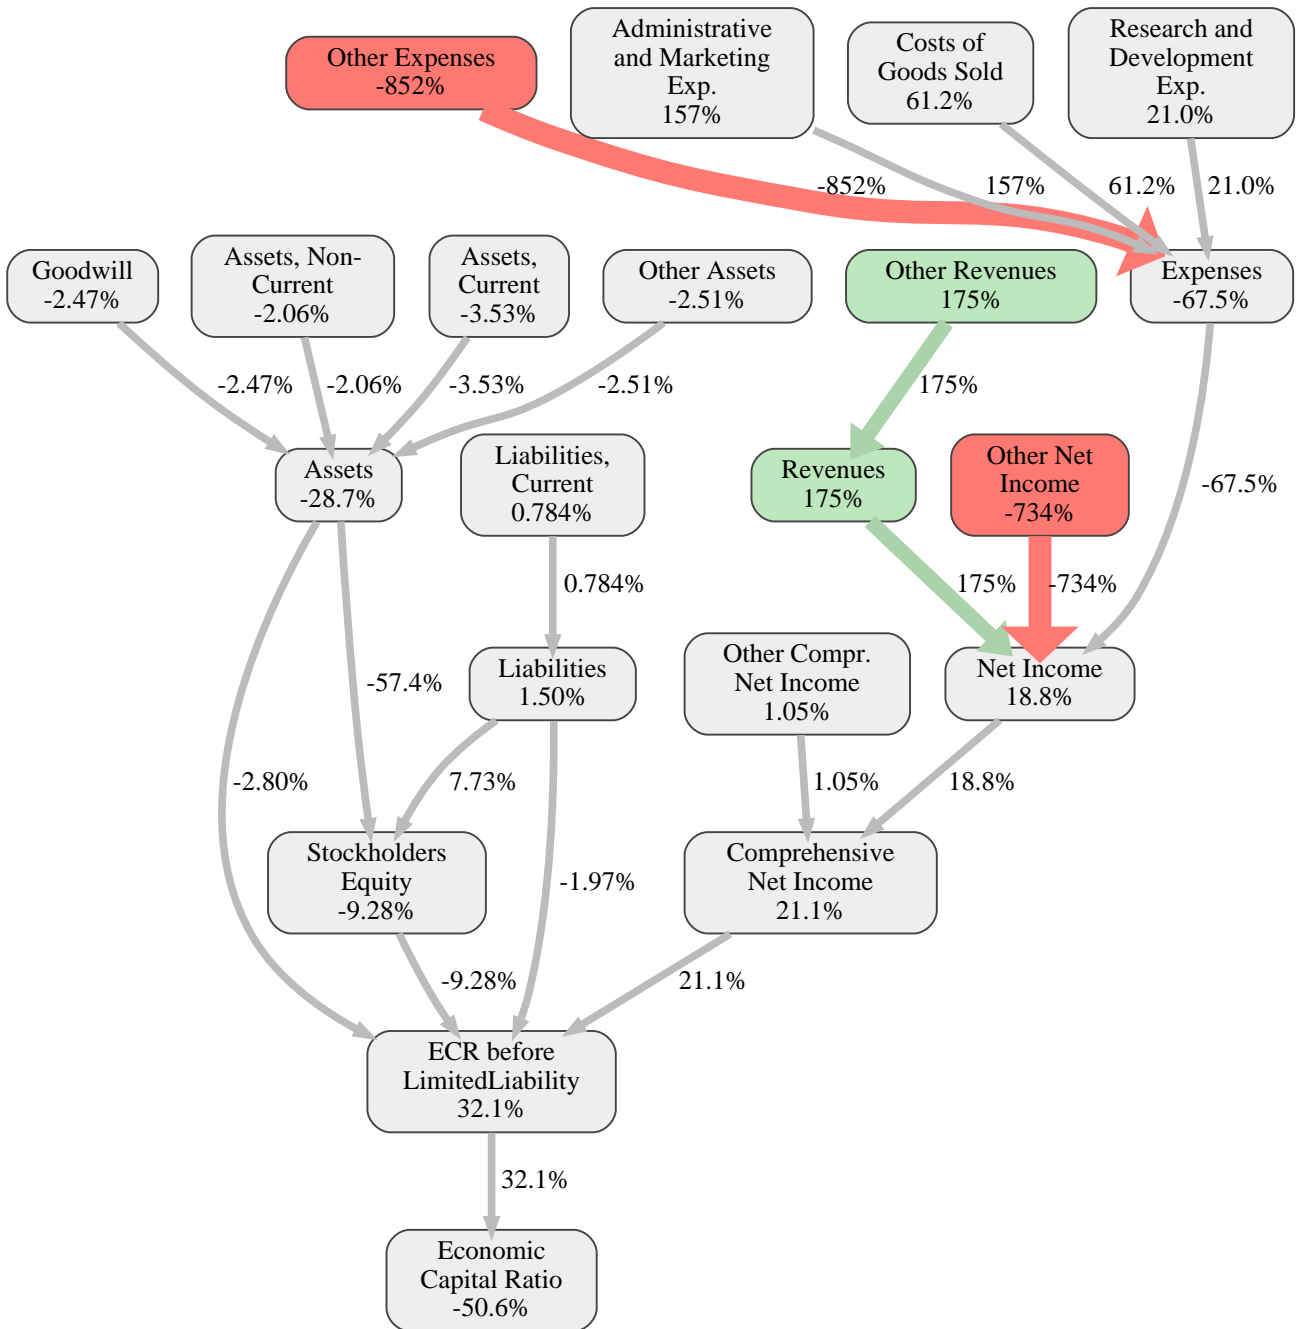 Other Expenses
-852%
Administrative
and Marketing
Exp.
157%
Costs of
Goods Sold
61.2%
Research and
Development
Exp.
21.0%
-852%
157%
61.2%
21.0%
Goodwill
-2.47%
Assets, Non-
Current
-2.06%
Assets,
Current
-3.53%
Other Assets
-2.51%
Other Revenues
175%
Expenses
-67.5%
-2.47%
-2.06%
-3.53%
-2.51%
175%
-67.5%
Assets
-28.7%
Liabilities,
Current
0.784%
Revenues
175%
Other Net
Income
-734%
0.784%
175%
-734%
-57.4%
Liabilities
1.50%
Other Compr.
Net Income
1.05%
Net Income
18.8%
-2.80%
7.73%
1.05%
18.8%
Stockholders
Equity
-9.28%
-1.97%
Comprehensive
Net Income
21.1%
-9.28%
21.1%
ECR before
LimitedLiability
32.1%
32.1%
Economic
Capital Ratio
-50.6%